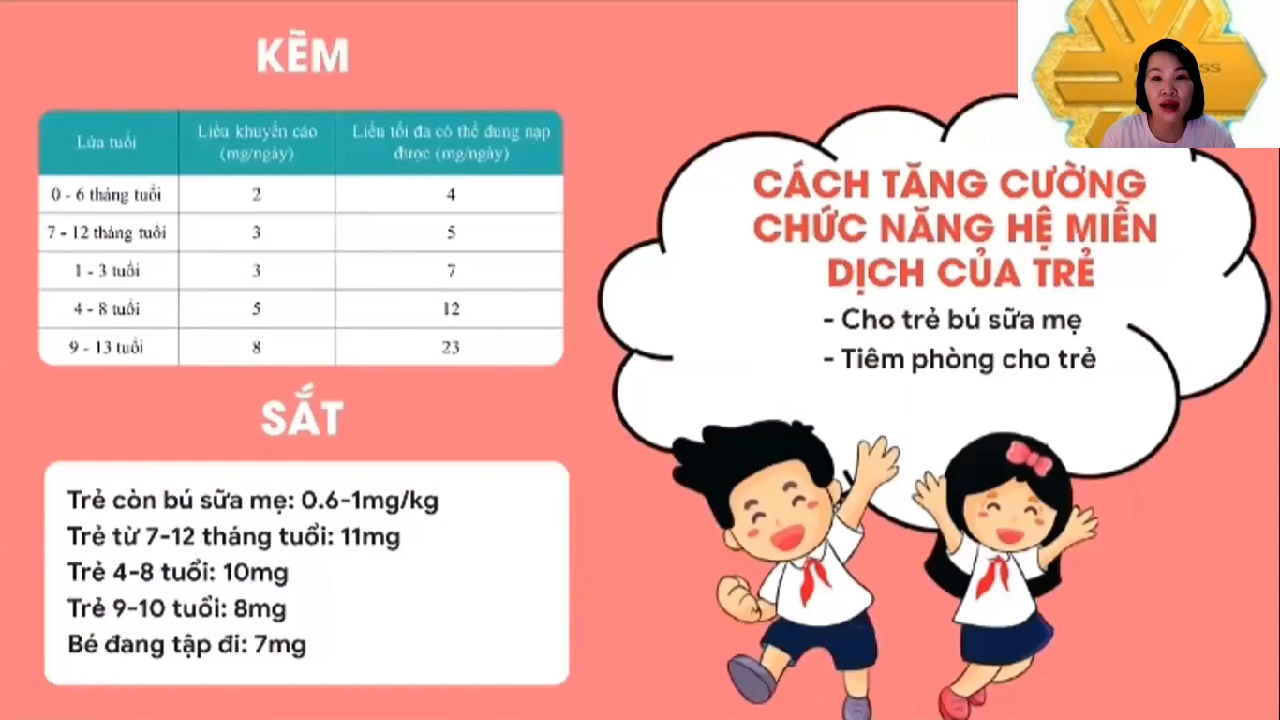 KẼM
Lứa tuổi
Liều khuyến cáo
(mg/ngày)
Liều tối đa có thể dung nạp
được (mg/ngày)
0 - 6 tháng tuổi 2 4
7 - 12 tháng tuổi 3 5
1 - 3 tuổi 3 7
4 - 8 tuổi 5 12
9 - 13 tuổi 8 23
SẮT
Trẻ còn bú sữa mẹ: 0.6-1mg/kg
Trẻ từ 7-12 tháng tuổi: 11mg
Trẻ 4-8 tuổi: 10mg
Trẻ 9-10 tuổi: 8mg
Bé đang tập đi: 7mg
CÁCH TĂNG CƯỜNG
CHỨC NĂNG HỆ MIỄN
DỊCH CỦA TRẺ
- Cho trẻ bú sữa mẹ
- Tiêm phòng cho trẻ